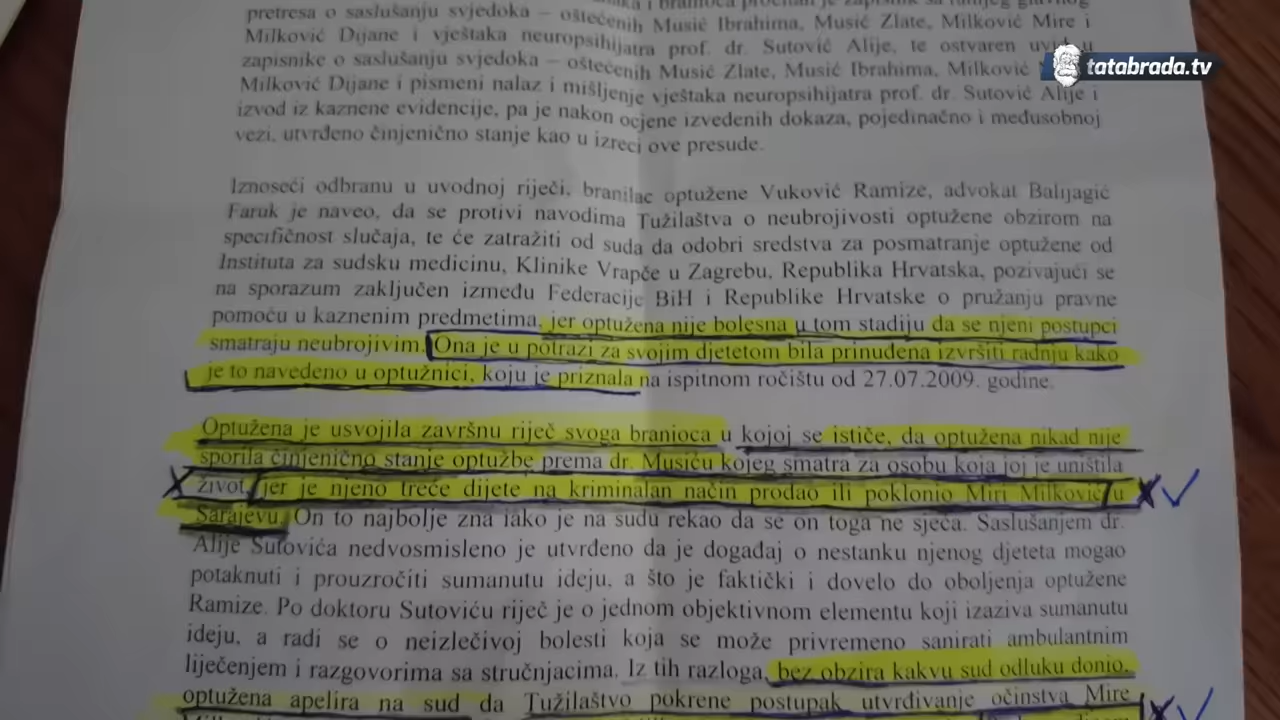 pretresa o saslušanju svjedoka – oštećenih Musić Ibrahima, Musić Zlate, Milković Mire i
Milković Dijane i vještaka neuropsihijatra prof. dr. Sutović Alije, te ostvaren uvid u
zapisnike o saslušanju svjedoka – oštećenih Musić Zlate, Musić Ibrahima, Milković
Milković Dijane i pismeni nalaz i mišljenje vještaka neuropsihijatra prof. dr. Sutović Alije i
izvod iz kaznene evidencije, pa je nakon ocjene izvedenih dokaza, pojedinačno i međusobnoj
vezi, utvrđeno činjenično stanje kao u izreci ove presude.
tatabrada.tv
Iznoseći odbranu u uvodnoj riječi, branilac optužene Vuković Ramize, advokat Balijagić
Faruk je naveo, da se protivi navodima Tužilaštva o neubrojivosti optužene obzirom na
specifičnost slučaja, te će zatražiti od suda da odobri sredstva za posmatranje optužene od
Instituta za sudsku medicinu, Klinike Vrapče u Zagrebu, Republika Hrvatska, pozivajući se
na sporazum zaključen između Federacije BiH i Republike Hrvatske o pružanju pravne
pomoću u kaznenim predmetima, jer optužena nije bolesna u tom stadiju da se njeni postupci
smatraju neubrojivim. Ona je u potrazi za svojim djetetom bila prinuđena izvršiti radnju kako
je to navedeno u optužnici, koju je priznala na ispitnom ročištu od 27.07.2009. godine.
Optužena je usvojila završnu riječ svoga branioca u kojoj se ističe, da optužena nikad nije
sporila činjenično stanje optužbe prema dr. Musiću kojeg smatra za osobu koja joj je uništila
život, jer je njeno treće dijete na kriminalan način prodao ili poklonio Miri Milković u
Sarajevu. On to najbolje zna iako je na sudu rekao da se on toga ne sjeća. Saslušanjem dr.
Alije Sutovića nedvosmisleno je utvrđeno da je događaj o nestanku njenog djeteta mogao
potaknuti i prouzročiti sumanutu ideju, a što je faktički i dovelo do oboljenja optužene
Ramize. Po doktoru Sutoviću riječ je o jednom objektivnom elementu koji izaziva sumanutu
ideju, a radi se o neizlečivoj bolesti koja se može privremeno sanirati ambulantnim
liječenjem i razgovorima sa stručnjacima. Iz tih razloga, bez obzira kakvu sud odluku donio,
optužena apelira na sud da Tužilaštvo pokrene postupak utvrđivanje očinstva Mire